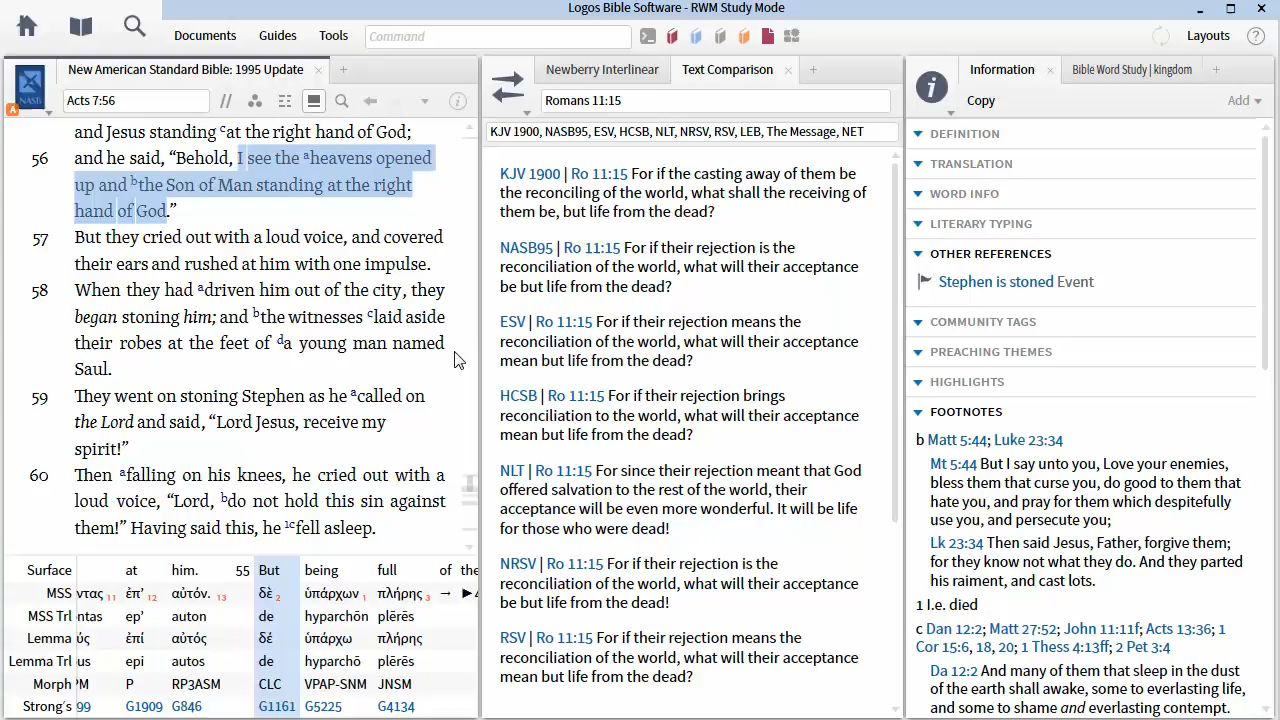 Logos Bible Software - RWM Study Mode
Documents Guides Tools Command Layouts
New American Standard Bible: 1995 Update
Acts 7:56
NASB
A
and Jesus standing cat the right hand of God;
56 and he said, “Behold, I see the aheavens opened
up and bthe Son of Man standing at the right
hand of God.”
57 But they cried out with a loud voice, and covered
their ears and rushed at him with one impulse.
58 When they had adriven him out of the city, they
began stoning him; and bthe witnesses claid aside
their robes at the feet of da young man named
Saul.
59 They went on stoning Stephen as he acalled on
the Lord and said, “Lord Jesus, receive my
spirit!”
60 Then afalling on his knees, he cried out with a
loud voice, “Lord, bdo not hold this sin against
them!” Having said this, he 1cfell asleep.
Surface at him. 55 But being full of the
MSS ντας 11 ἐπ’ 12 αὐτόν. 13 δὲ 2 ὑπάρχων 1 πλήρης 3 → ▶4
MSS Trl ntas ep’ auton de hyparchōn plērēs
Lemma ύς ἐπί αὐτός δέ ὑπάρχω πλήρης
Lemma Trl us epi autos de hyparchō plērēs
Morph PM P RP3ASM CLC VPAP-SNM JNSM
Strong's 99 G1909 G846 G1161 G5225 G4134
Newberry Interlinear Text Comparison
Romans 11:15
KJV 1900, NASB95, ESV, HCSB, NLT, NRSV, RSV, LEB, The Message, NET
KJV 1900 | Ro 11:15 For if the casting away of them be
the reconciling of the world, what shall the receiving of
them be, but life from the dead?
NASB95 | Ro 11:15 For if their rejection is the
reconciliation of the world, what will their acceptance
be but life from the dead?
ESV | Ro 11:15 For if their rejection means the
reconciliation of the world, what will their acceptance
mean but life from the dead?
HCSB | Ro 11:15 For if their rejection brings
reconciliation to the world, what will their acceptance
mean but life from the dead?
NLT | Ro 11:15 For since their rejection meant that God
offered salvation to the rest of the world, their
acceptance will be even more wonderful. It will be life
for those who were dead!
NRSV | Ro 11:15 For if their rejection is the
reconciliation of the world, what will their acceptance
be but life from the dead!
RSV | Ro 11:15 For if their rejection means the
reconciliation of the world, what will their acceptance
mean but life from the dead?
Information Bible Word Study | kingdom
Copy Add
DEFINITION
TRANSLATION
WORD INFO
LITERARY TYPING
OTHER REFERENCES
Stephen is stoned Event
COMMUNITY TAGS
PREACHING THEMES
HIGHLIGHTS
FOOTNOTES
b Matt 5:44; Luke 23:34
Mt 5:44 But I say unto you, Love your enemies,
bless them that curse you, do good to them that
hate you, and pray for them which despitefully
use you, and persecute you;
Lk 23:34 Then said Jesus, Father, forgive them;
for they know not what they do. And they parted
his raiment, and cast lots.
1 I.e. died
c Dan 12:2; Matt 27:52; John 11:11f; Acts 13:36; 1
Cor 15:6, 18, 20; 1 Thess 4:13ff; 2 Pet 3:4
Da 12:2 And many of them that sleep in the dust
of the earth shall awake, some to everlasting life,
and some to shame and everlasting contempt.